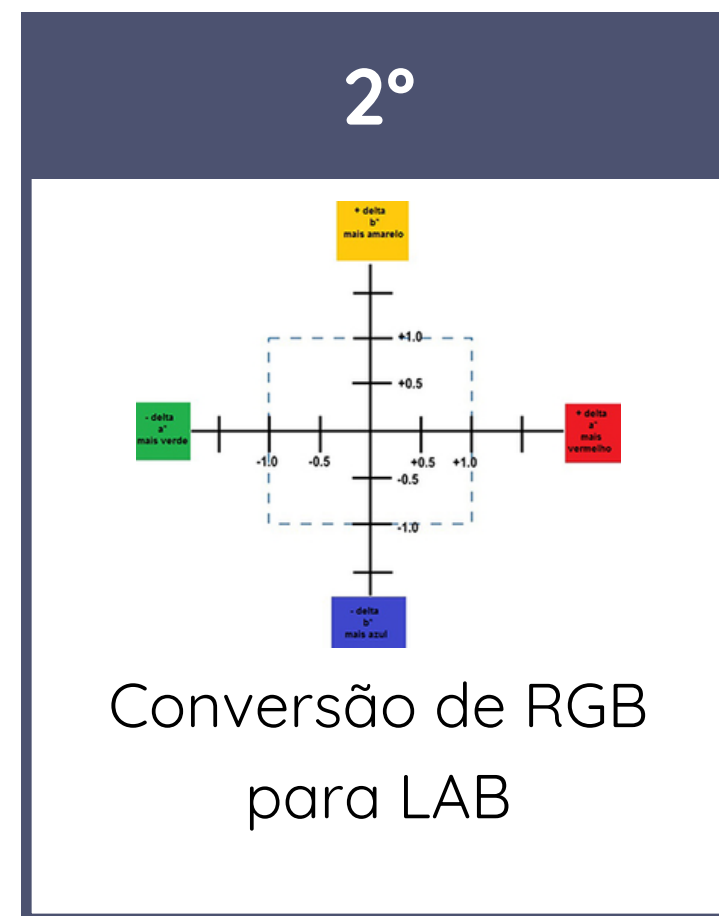 2º
+ delta
b*
mais amarelo
+1.0
+0.5
- delta
a*
mais verde
+ delta
a*
mais
vermelho
-1.0
-0.5
+0.5
+1.0
-0.5
-1.0
- delta
b*
mais azul
Conversão de RGB
para LAB